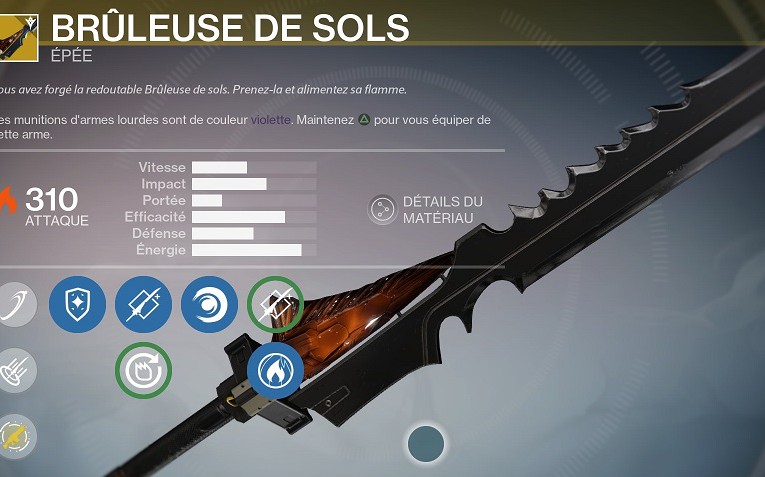 BRÛLEUSE DE SOLS
ÉPÉE
ous avez forgé la redoutable Brûleuse de sols. Prenez-la et alimentez sa flamme.
es munitions d'armes lourdes sont de couleur violette. Maintenez pour vous équiper de
ette arme.
Vitesse
Impact
Portée
Efficacité
Défense
Énergie
310
ATTAQUE
DÉTAILS DU
MATÉRIAU